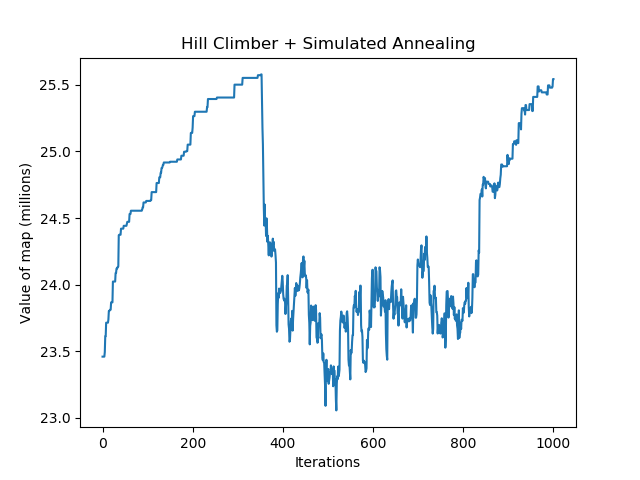 Hill Climber + Simulated Annealing
Value of map (millions)
25.5
25.0
24.5
24.0
23.5
23.0
0 200 400 600 800 1000
Iterations